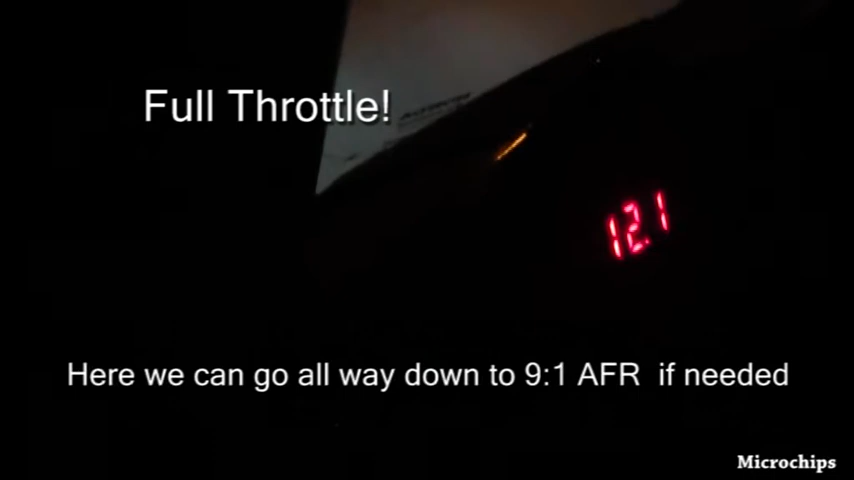 Full Throttle!
12.1
Here we can go all way down to 9:1 AFR if needed
Microchips